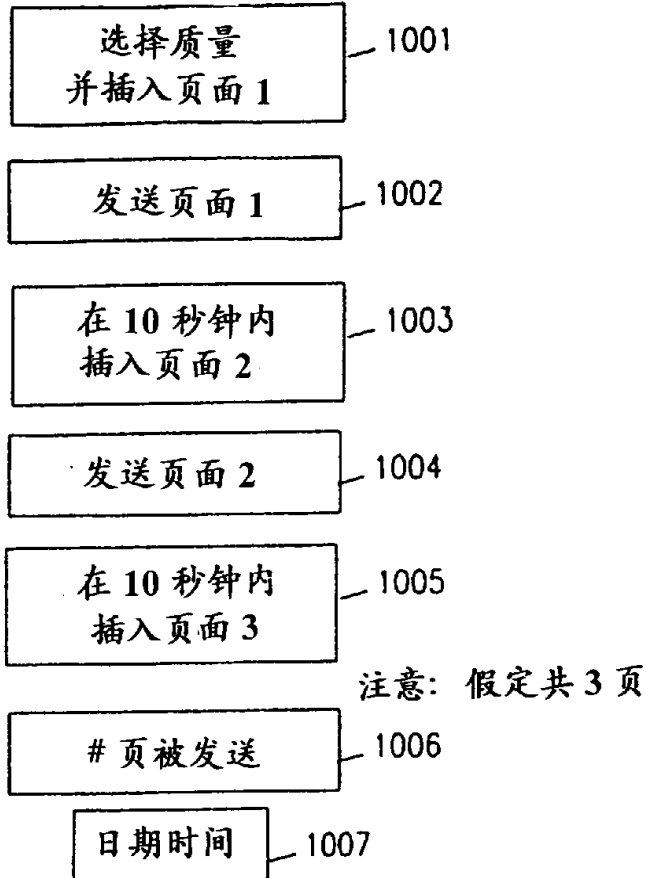 选择质量
并插入页面 1
1001
发送页面 1
1002
在 10 秒钟内
插入页面 2
1003
发送页面 2
1004
在 10 秒钟内
插入页面 3
1005
注意: 假定共 3 页
# 页被发送
1006
日期时间
1007